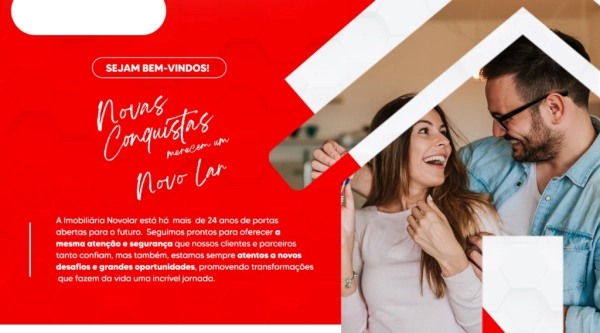 SEJAM BEM-VINDOS!
Novas
Conquistas
merecem um
Novo Lar
A Imobiliária Novolar está há mais de 24 anos de portas
abertas para o futuro. Seguimos prontos para oferecer a
mesma atenção e segurança que nossos clientes e parceiros
tanto confiam, mas também, estamos sempre atentos a novos
desafios e grandes oportunidades, promovendo transformações
que fazem da vida uma incrível jornada.